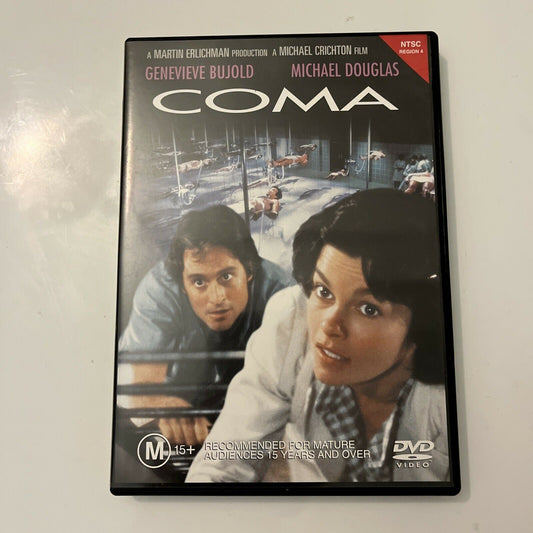 A MARTIN ERLICHMAN PRODUCTION A MICHAEL CRICHTON FILM
NTSC
REGION 4
GENEVIEVE BUJOLD MICHAEL DOUGLAS
COMA
M 15+
RECOMMENDED FOR MATURE
AUDIENCES 15 YEARS AND OVER
DVD
VIDEO